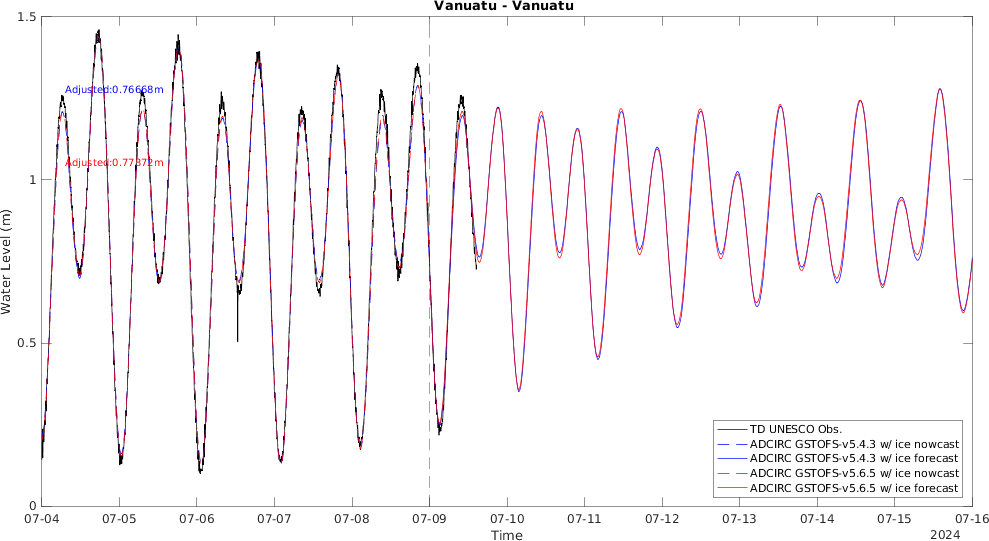 Vanuatu - Vanuatu
1.5
Adjusted:0.76668m
Adjusted:0.77372m
1
Water Level (m)
0.5
0
TD UNESCO Obs.
ADCIRC GSTOFS-v5.4.3 w/ ice nowcast
ADCIRC GSTOFS-v5.4.3 w/ ice forecast
ADCIRC GSTOFS-v5.6.5 w/ ice nowcast
ADCIRC GSTOFS-v5.6.5 w/ ice forecast
07-04 07-05 07-06 07-07 07-08 07-09 07-10 07-11 07-12 07-13 07-14 07-15 07-16
Time
2024